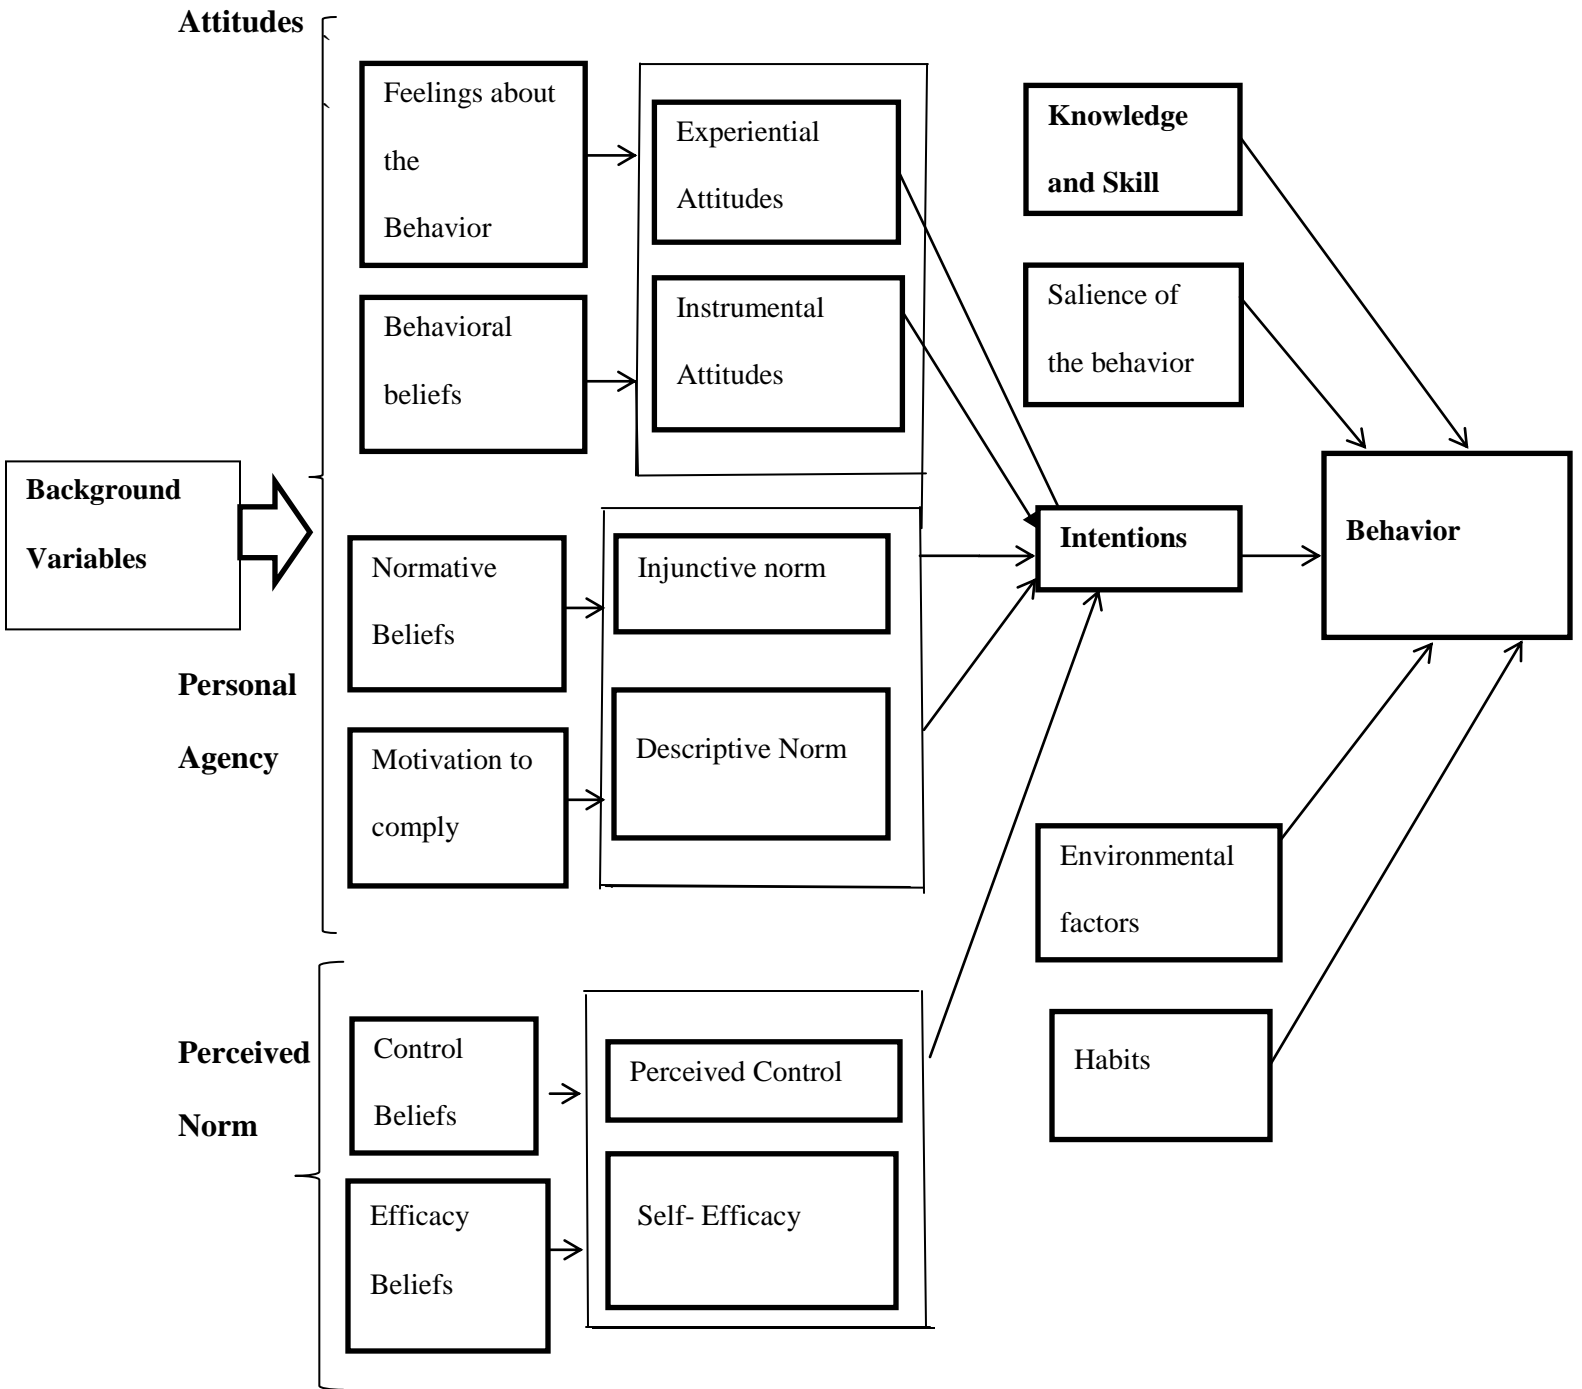 Attitudes
Feelings about
the
Behavior
Experiential
Attitudes
Knowledge
and Skill
Behavioral
beliefs
Instrumental
Attitudes
Salience of
the behavior
Background
Variables
Normative
Beliefs
Injunctive norm
Intentions
Behavior
Personal
Agency
Motivation to
comply
Descriptive Norm
Environmental
factors
Perceived
Norm
Control
Beliefs
Perceived Control
Habits
Efficacy
Beliefs
Self- Efficacy